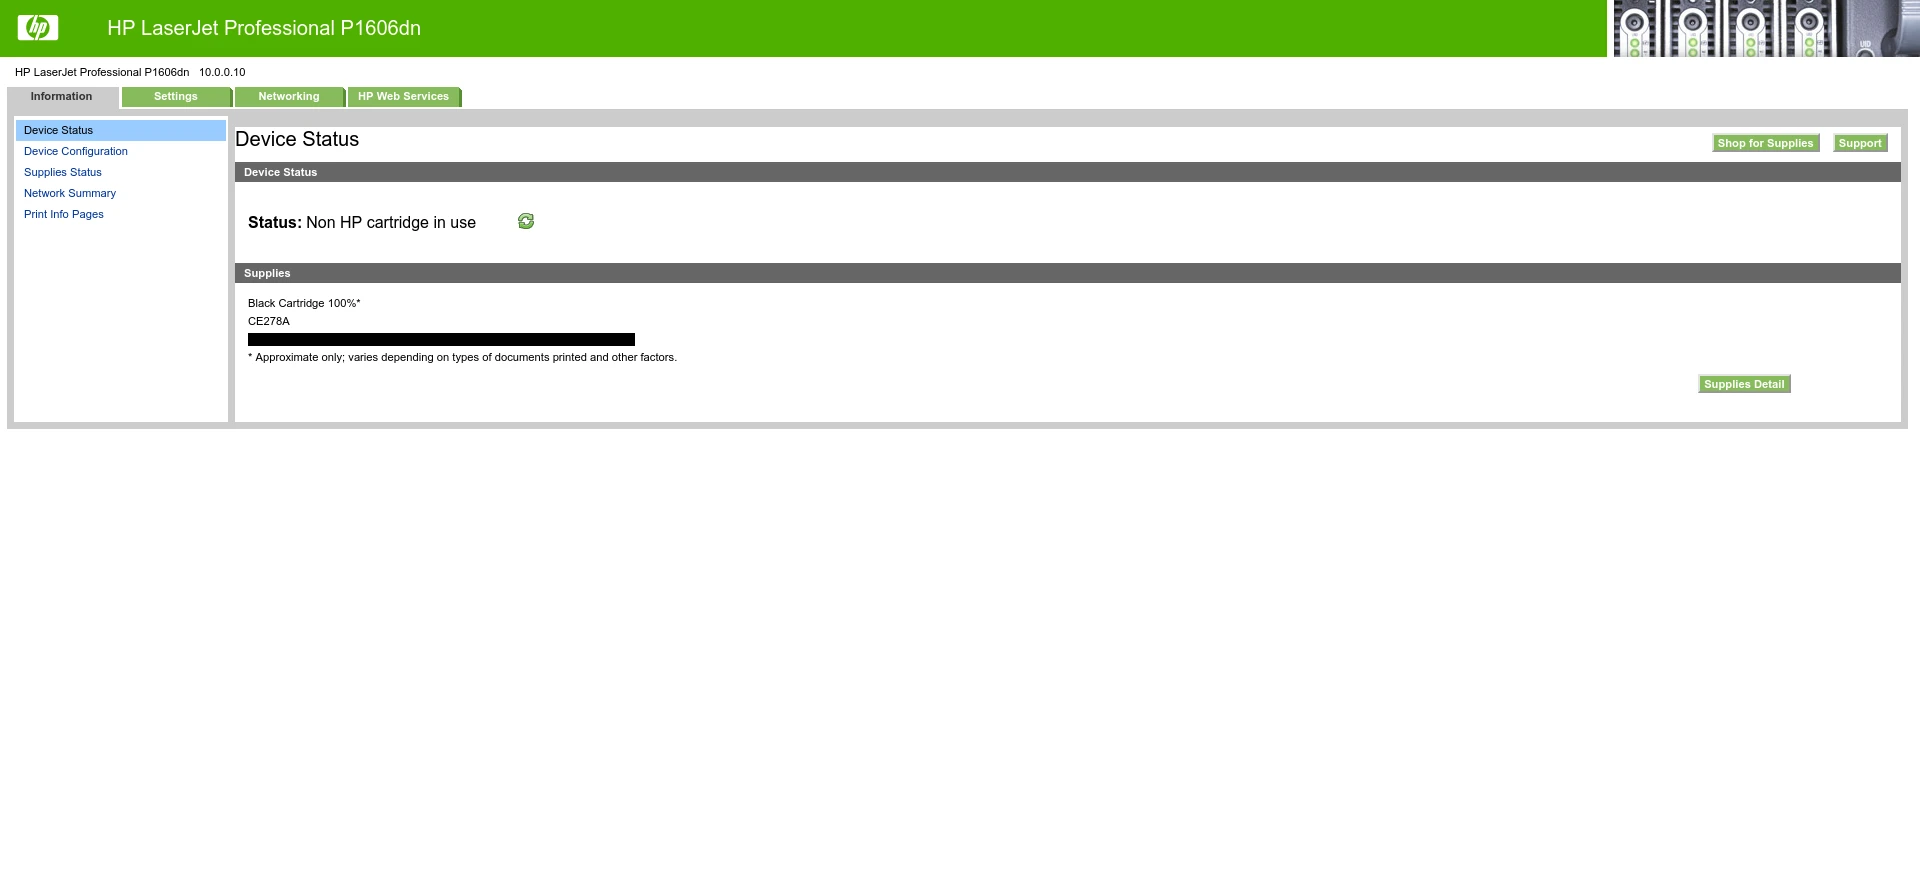 hp
HP LaserJet Professional P1606dn
UID
HP LaserJet Professional P1606dn 10.0.0.10
Information Settings Networking HP Web Services
Device Status
Device Configuration
Supplies Status
Network Summary
Print Info Pages
Device Status
Shop for Supplies Support
Device Status
Status: Non HP cartridge in use
Supplies
Black Cartridge 100%*
CE278A
* Approximate only; varies depending on types of documents printed and other factors.
Supplies Detail